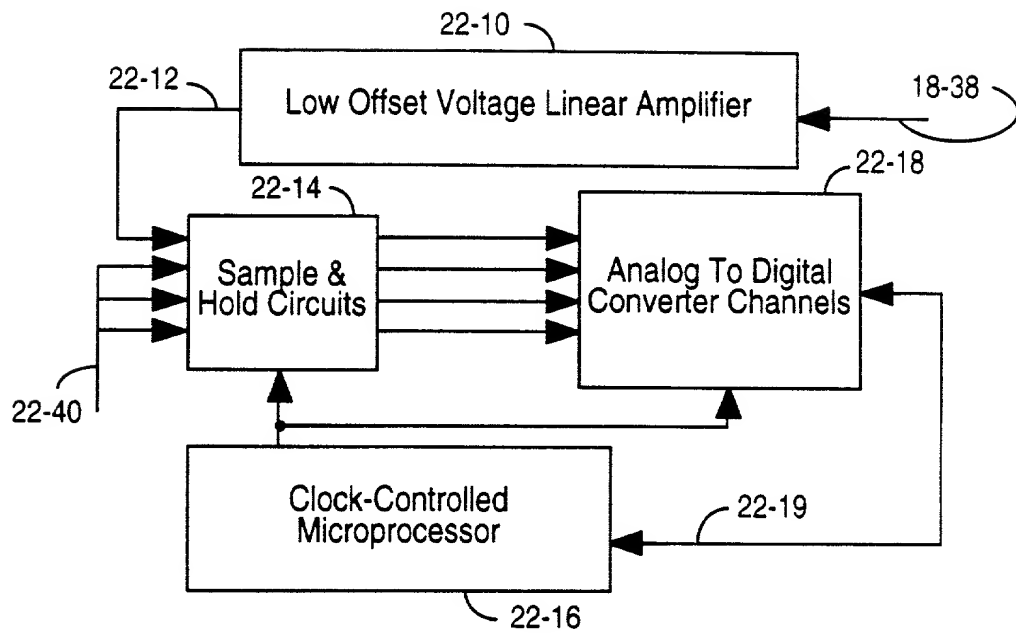 22-10
22-12
Low Offset Voltage Linear Amplifier
18-38
22-14
22-18
Sample &
Hold Circuits
Analog To Digital
Converter Channels
22-40
Clock-Controlled
Microprocessor
22-19
22-16